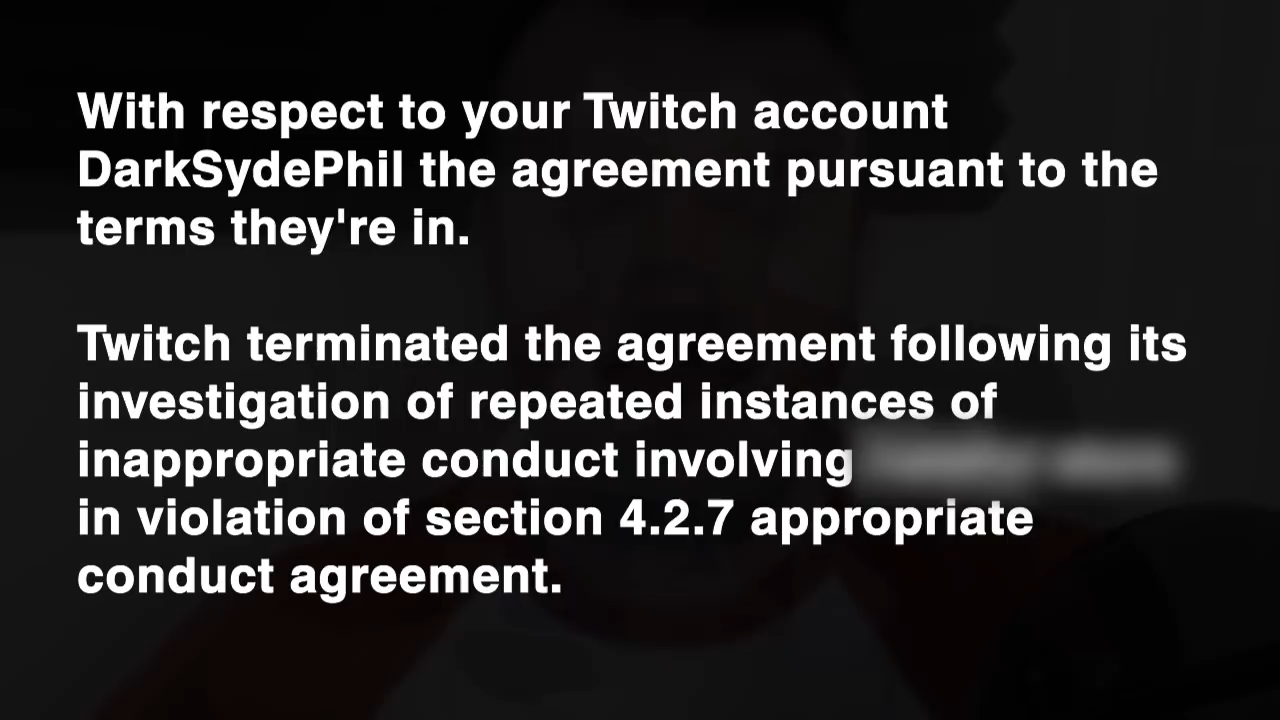 With respect to your Twitch account
DarkSydePhil the agreement pursuant to the
terms they're in.
Twitch terminated the agreement following its
investigation of repeated instances of
inappropriate conduct involving
in violation of section 4.2.7 appropriate
conduct agreement.